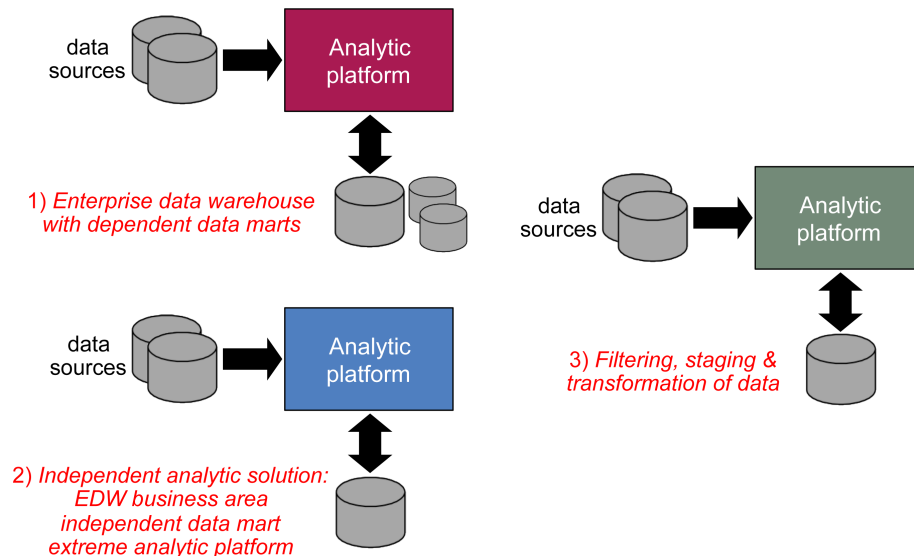 data
sources
Analytic
platform
1) Enterprise data warehouse
with dependent data marts
data
sources
Analytic
platform
2) Independent analytic solution:
EDW business area
independent data mart
extreme analytic platform
data
sources
Analytic
platform
3) Filtering, staging &
transformation of data